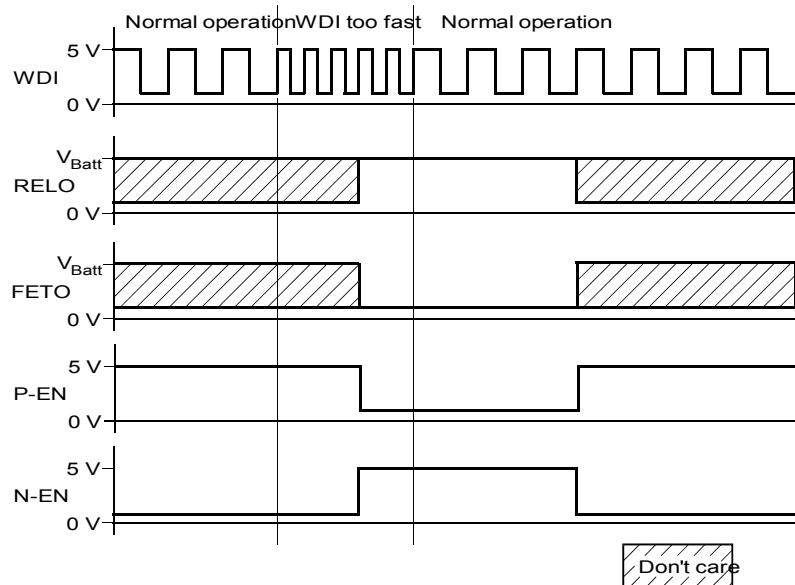 Normal operation WDI too fast Normal operation
5 V
WDI
0 V
VBatt
RELO
0 V
VBatt
FETO
0 V
5 V
P-EN
0 V
5 V
N-EN
0 V
Don't care